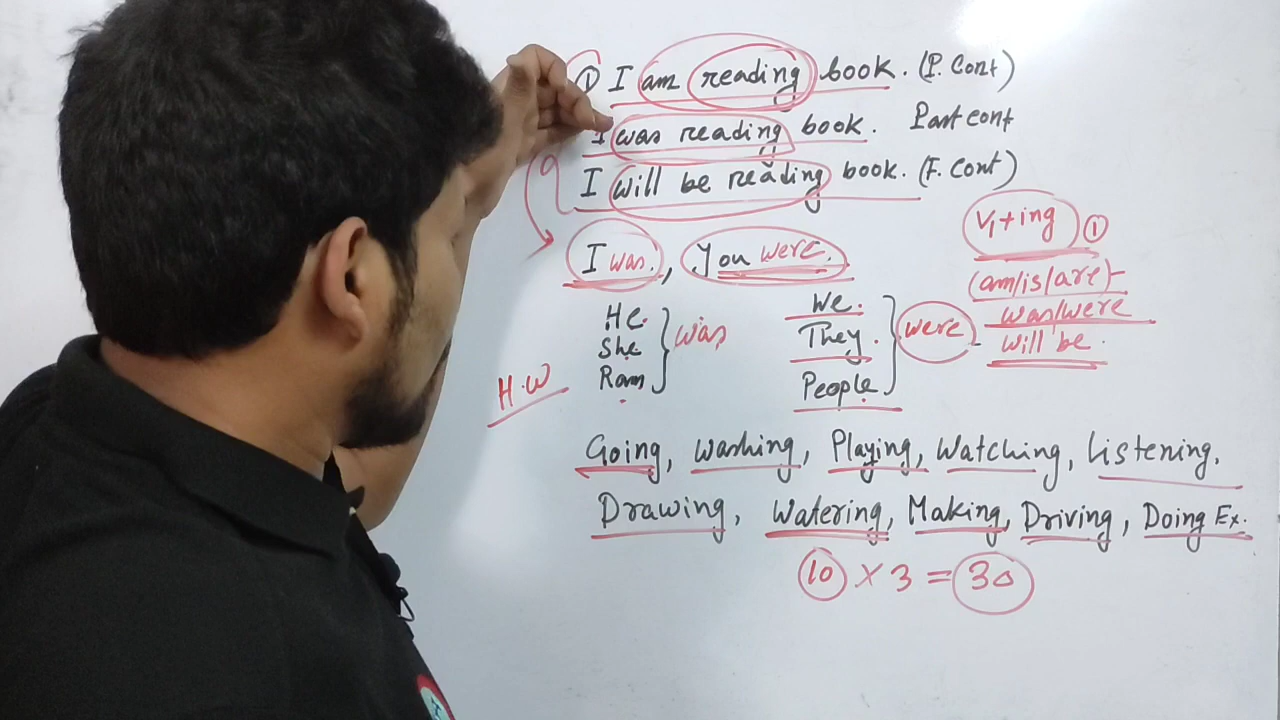 ① I am reading book. (P. Cont)
I was reading book. Past cont
I will be reading book. (F. Cont)
V₁+ing ①
(am/is/are)-
was/were
will be.
I was., You were.
He.
She
Ram
was
We.
They.
People
were
H.W
Going, Washing, Playing, Watching, Listening,
Drawing, Watering, Making, Driving, Doing Ex.
10 × 3 = 30